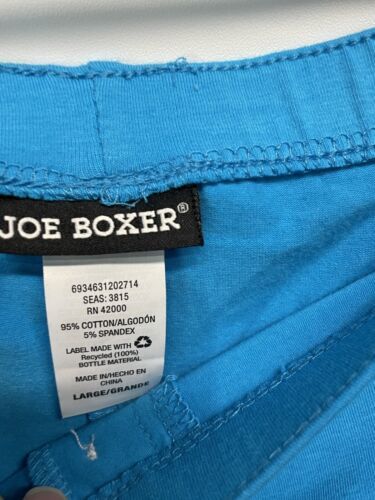 JOE BOXER®
6934631202714
SEAS: 3815
RN 42000
95% COTTON/ALGODÓN
5% SPANDEX
LABEL MADE WITH
Recycled (100%)
BOTTLE MATERIAL
MADE IN/HECHO EN
CHINA
LARGE/GRANDE